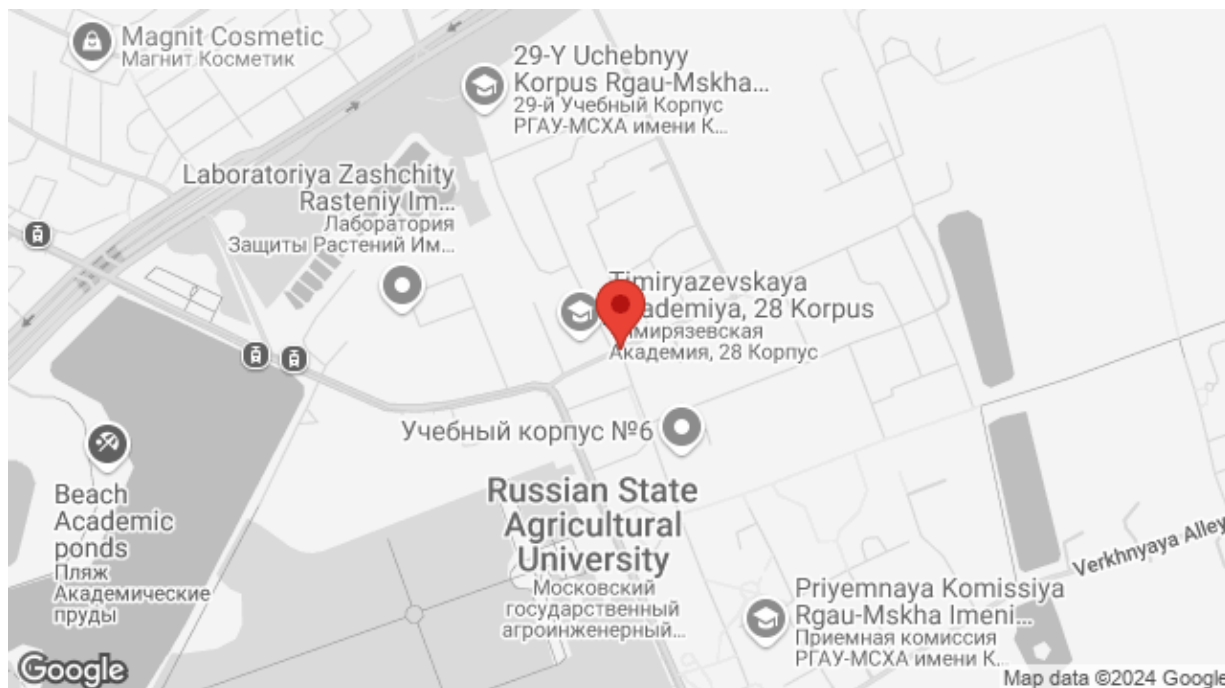 Magnit Cosmetic
Магнит Косметик
29-Y Uchebnyy
Korpus Rgau-Mskha...
29-й Учебный Корпус
РГАУ-МСХА имени К...
Laboratoriya Zashchity
Rasteniy Im...
Лаборатория
Защиты Растений Им...
Timiryazevskaya
ademiya, 28 Korpus
имирязевская
Академия, 28 Корпус
Учебный корпус №6
Beach
Academic
ponds
Пляж
Академические
пруды
Russian State
Agricultural
University
Московский
государственный
агроинженерный...
Verkhnyaya Alley
Priyemnaya Komissiya
Rgau-Mskha Imeni...
Приемная комиссия
РГАУ-МСХА имени К...
Google
Map data ©2024 Google